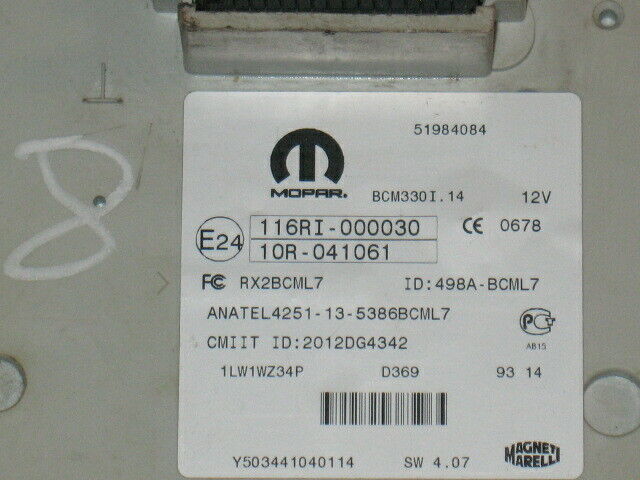 51984084
MOPAR®
BCM330I.14 12V
E24 116RI-000030 CE 0678
10R-041061
FC RX2BCML7 ID:498A-BCML7
ANATEL4251-13-5386BCML7
CMIIT ID:2012DG4342
AB15
1LW1WZ34P D369 93 14
Y503441040114 SW 4.07
MAGNETI
MARELLI
8